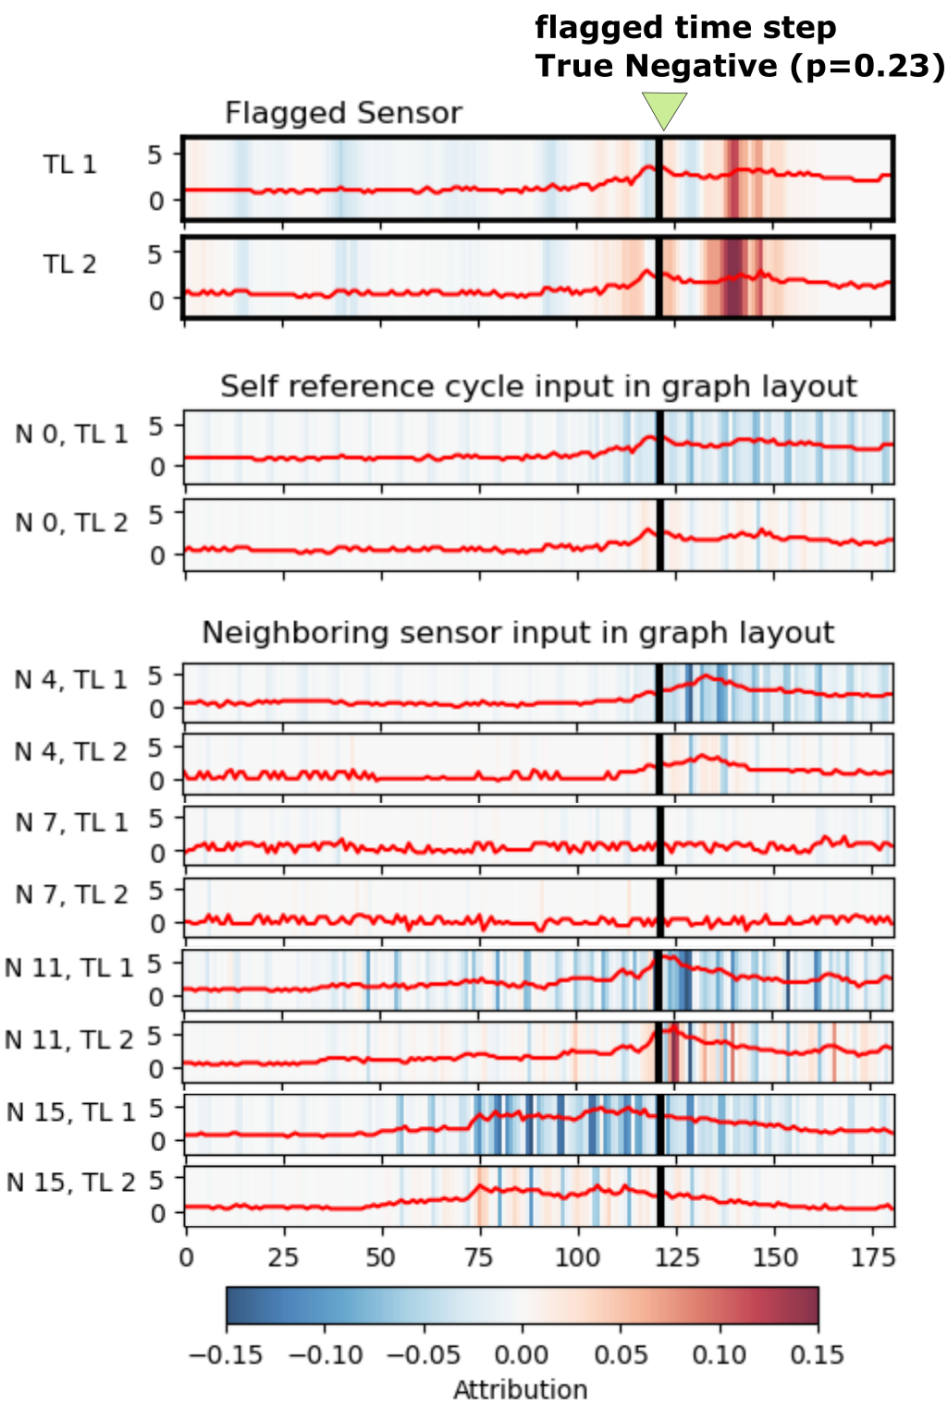 flagged time step
True Negative (p=0.23)
Flagged Sensor
TL 1
5
0
TL 2
5
0
Self reference cycle input in graph layout
N 0, TL 1
5
0
N 0, TL 2
5
0
Neighboring sensor input in graph layout
N 4, TL 1
5
0
N 4, TL 2
5
0
N 7, TL 1
5
0
N 7, TL 2
5
0
N 11, TL 1
5
0
N 11, TL 2
5
0
N 15, TL 1
5
0
N 15, TL 2
5
0
0 25 50 75 100 125 150 175
−0.15 −0.10 −0.05 0.00 0.05 0.10 0.15
Attribution